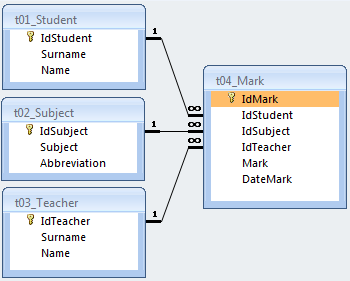 t01_Student
IdStudent
Surname
Name
1
t02_Subject
IdSubject
Subject
Abbreviation
1
t03_Teacher
IdTeacher
Surname
Name
1
t04_Mark
IdMark
∞
IdStudent
∞
IdSubject
∞
IdTeacher
Mark
DateMark